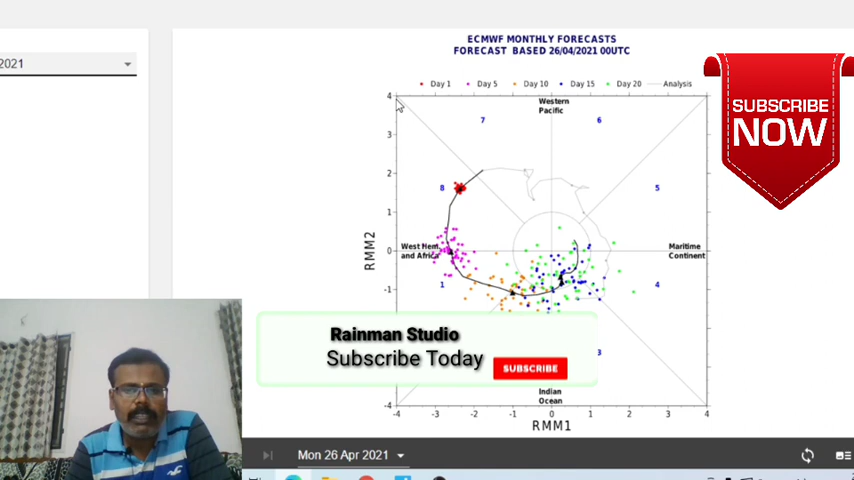 ECMWF MONTHLY FORECASTS
FORECAST BASED 26/04/2021 00UTC
2021
Day 1 Day 5 Day 10 Day 15 Day 20 Analysis
SUBSCRIBE
NOW
Western
Pacific
7 6
8 5
1 4
3
West Hem.
and Africa
Maritime
Continent
Indian
Ocean
RMM2
4
3
2
1
0
-1
-4
-4 -3 -2 -1 0 1 2 3 4
RMM1
Rainman Studio
Subscribe Today
SUBSCRIBE
Mon 26 Apr 2021